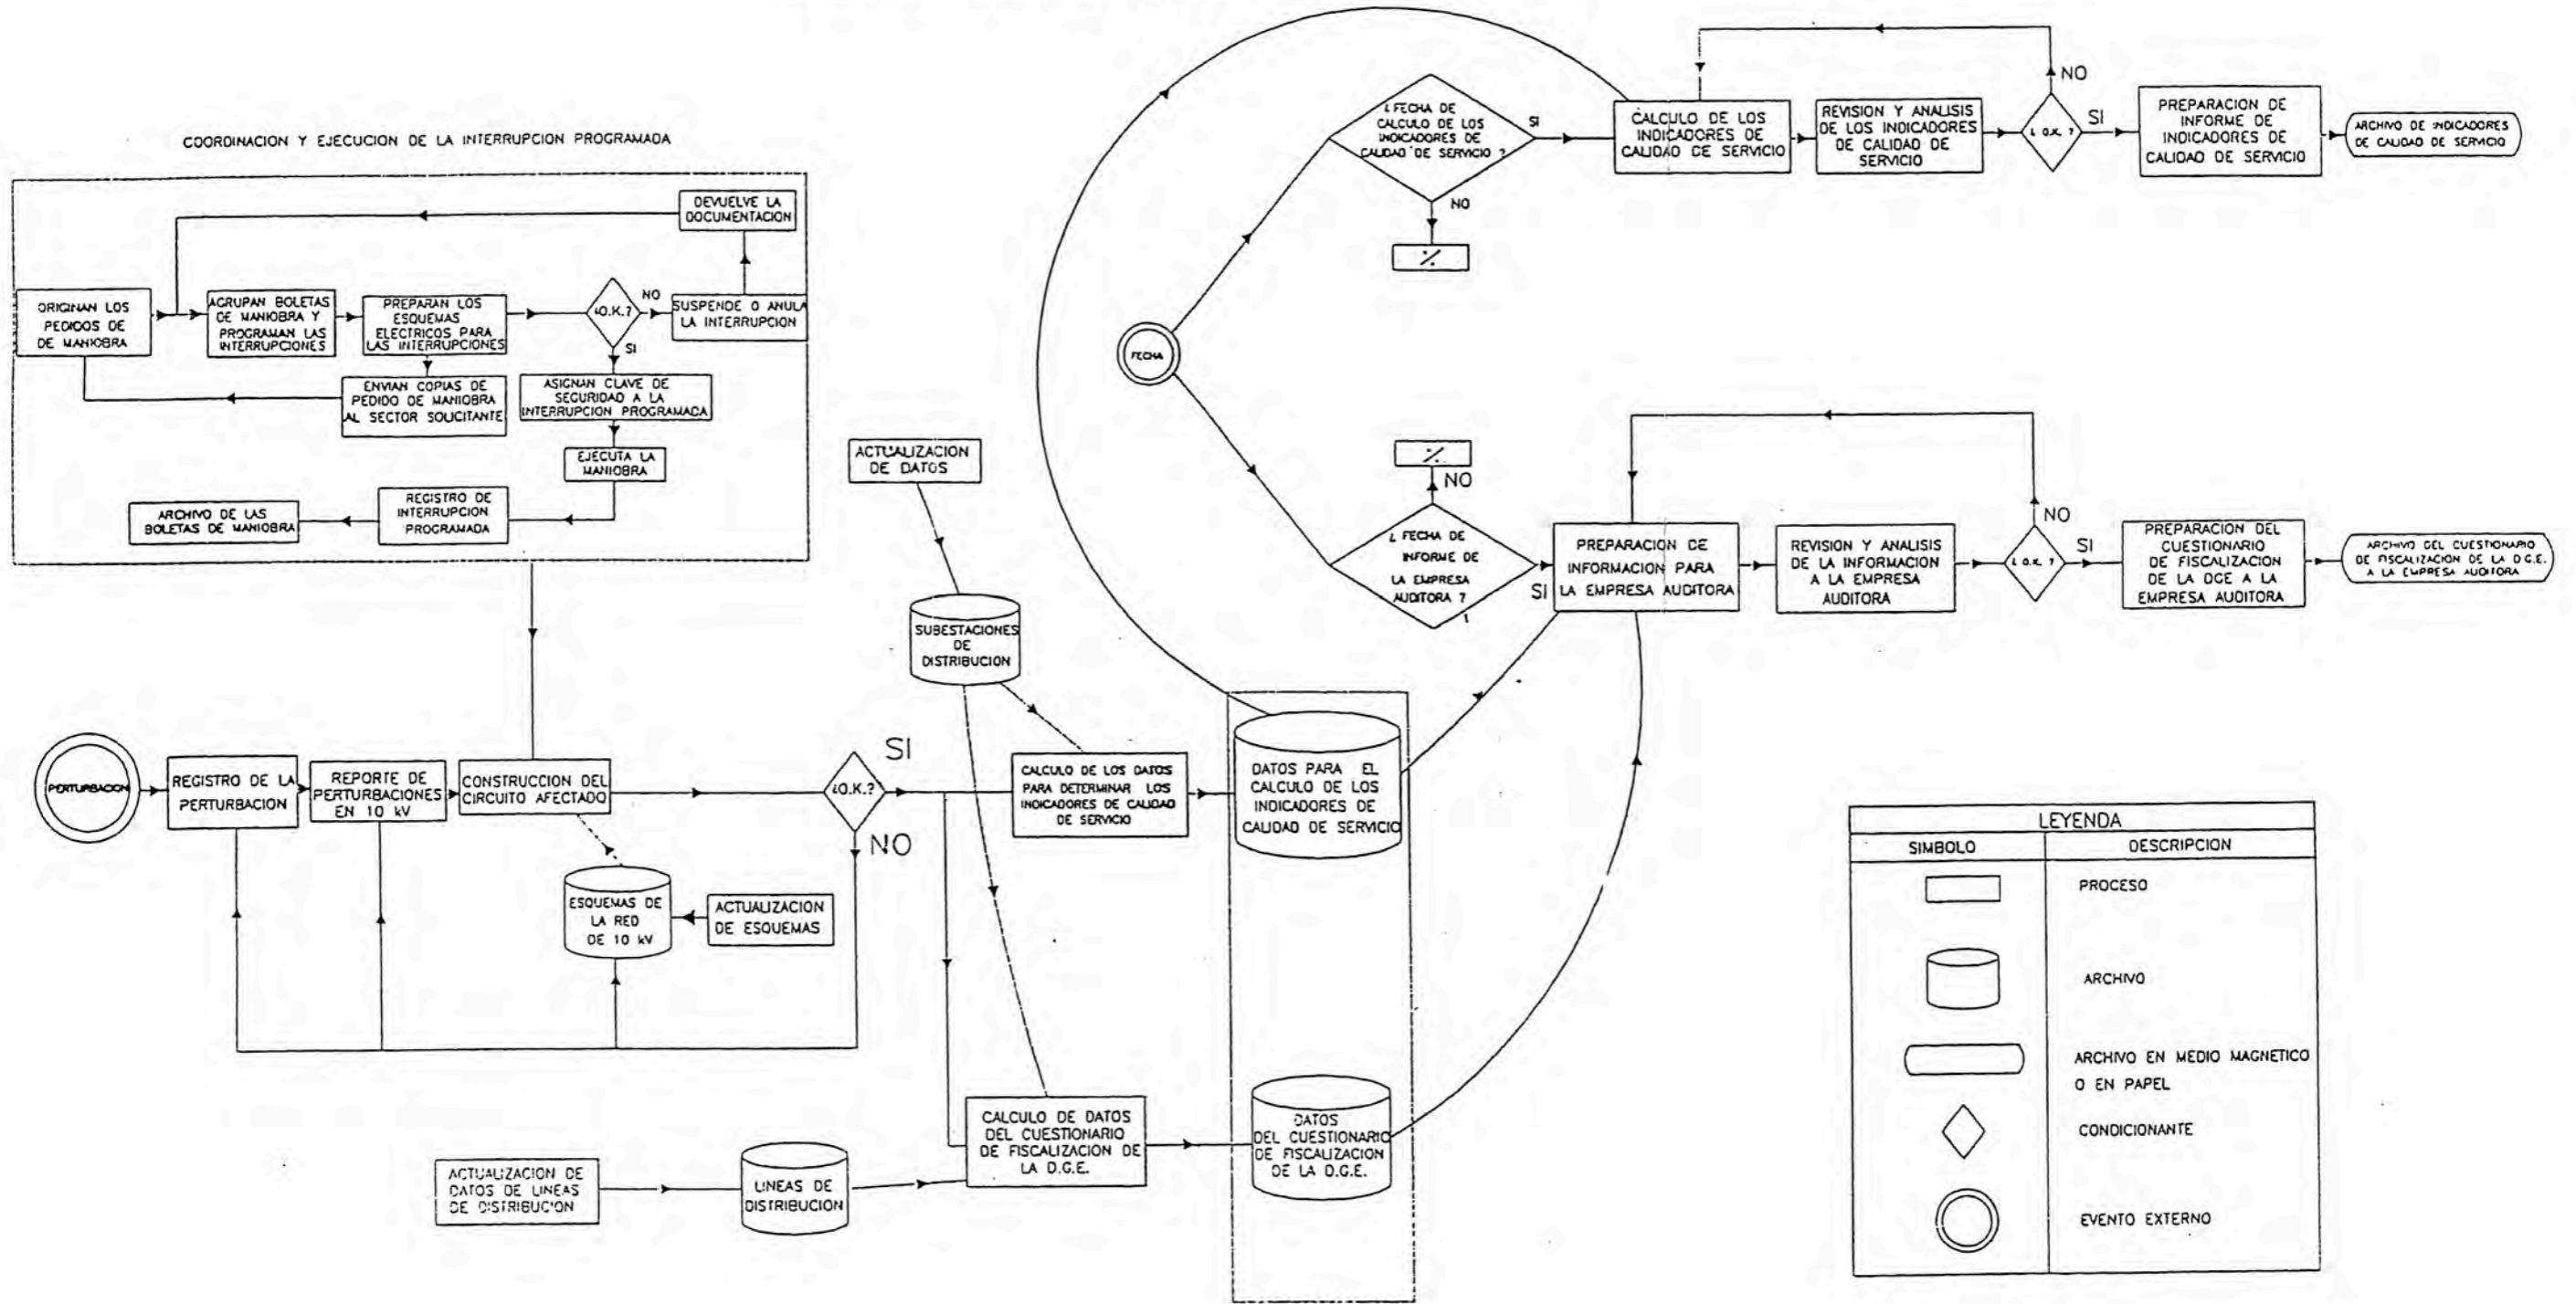 COORDINACION Y EJECUCION DE LA INTERRUPCION PROGRAMADA
DEVUELVE LA
DOCUMENTACION
ORIGINAN LOS
PEDIDOS DE
DE MANIOBRA
AGRUPAN BOLETAS
DE MANIOBRA Y
PROGRAMAN LAS
INTERRUPCIONES
PREPARAN LOS
ESQUEMAS
ELECTRICOS PARA
LAS INTERRUPCIONES
¿O.K.?
NO
SI
SUSPENDE O ANULA
LA INTERRUPCION
ENVIAN COPIAS DE
PEDIDO DE MANIOBRA
AL SECTOR SOLICITANTE
ASIGNAN CLAVE DE
SEGURIDAD A LA
INTERRUPCION PROGRAMADA
EJECUTA LA
MANIOBRA
REGISTRO DE
INTERRUPCION
PROGRAMADA
ARCHIVO DE LAS
BOLETAS DE MANIOBRA
¿ FECHA DE
CALCULO DE LOS
INDICADORES DE
CALIDAD DE SERVICIO ?
SI
NO
%
CALCULO DE LOS
INDICADORES DE
CALIDAD DE SERVICIO
REVISION Y ANALISIS
DE LOS INDICADORES
DE CALIDAD DE
SERVICIO
¿ O.K. ?
NO
SI
PREPARACION DE
INFORME DE
INDICADORES DE
CALIDAD DE SERVICIO
ARCHIVO DE INDICADORES
DE CALIDAD DE SERVICIO
FECHA
%
NO
¿ FECHA DE
INFORME DE
LA EMPRESA
AUDITORA ?
SI
PREPARACION DE
INFORMACION PARA
LA EMPRESA AUDITORA
REVISION Y ANALISIS
DE LA INFORMACION
A LA EMPRESA
AUDITORA
¿ O.K. ?
NO
SI
PREPARACION DEL
CUESTIONARIO
DE FISCALIZACION
DE LA DGE A LA
EMPRESA AUDITORA
ARCHIVO DEL CUESTIONARIO
DE FISCALIZACION DE LA D.G.E.
A LA EMPRESA AUDITORA
ACTUALIZACION
DE DATOS
SUBESTACIONES
DE
DISTRIBUCION
PERTURBACION
REGISTRO DE LA
PERTURBACION
REPORTE DE
PERTURBACIONES
EN 10 kV
CONSTRUCCION DEL
CIRCUITO AFECTADO
¿O.K.?
SI
NO
CALCULO DE LOS DATOS
PARA DETERMINAR LOS
INDICADORES DE CALIDAD
DE SERVICIO
DATOS PARA EL
CALCULO DE LOS
INDICADORES DE
CALIDAD DE SERVICIO
ESQUEMAS DE
LA RED
DE 10 kV
ACTUALIZACION
DE ESQUEMAS
CALCULO DE DATOS
DEL CUESTIONARIO
DE FISCALIZACION DE
LA D.G.E.
DATOS
DEL CUESTIONARIO
DE FISCALIZACION
DE LA D.G.E.
ACTUALIZACION DE
DATOS DE LINEAS
DE DISTRIBUCION
LINEAS DE
DISTRIBUCION
LEYENDA
SIMBOLO
DESCRIPCION
PROCESO
ARCHIVO
ARCHIVO EN MEDIO MAGNETICO
O EN PAPEL
CONDICIONANTE
EVENTO EXTERNO